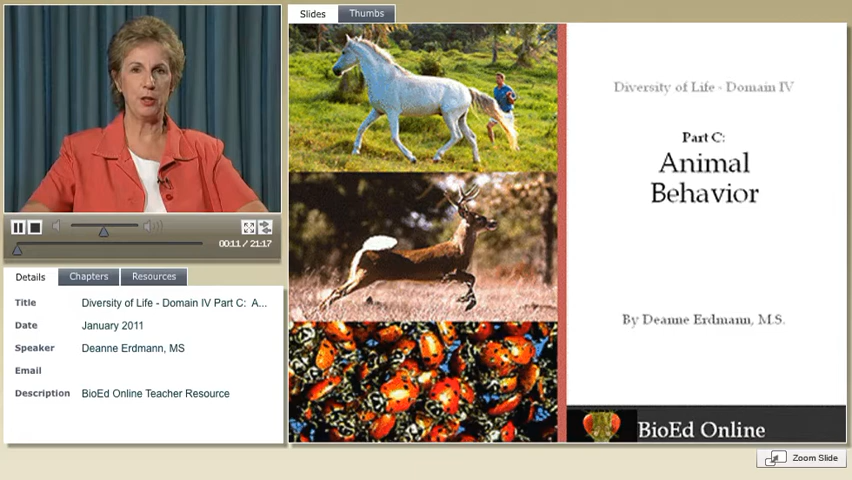 Slides
Thumbs
Diversity of Life - Domain IV
Part C:
Animal
Behavior
By Deanne Erdmann, M.S.
BioEd Online
Zoom Slide
00:11 / 21:17
Details
Chapters
Resources
Title Diversity of Life - Domain IV Part C: A...
Date January 2011
Speaker Deanne Erdmann, MS
Email
Description BioEd Online Teacher Resource